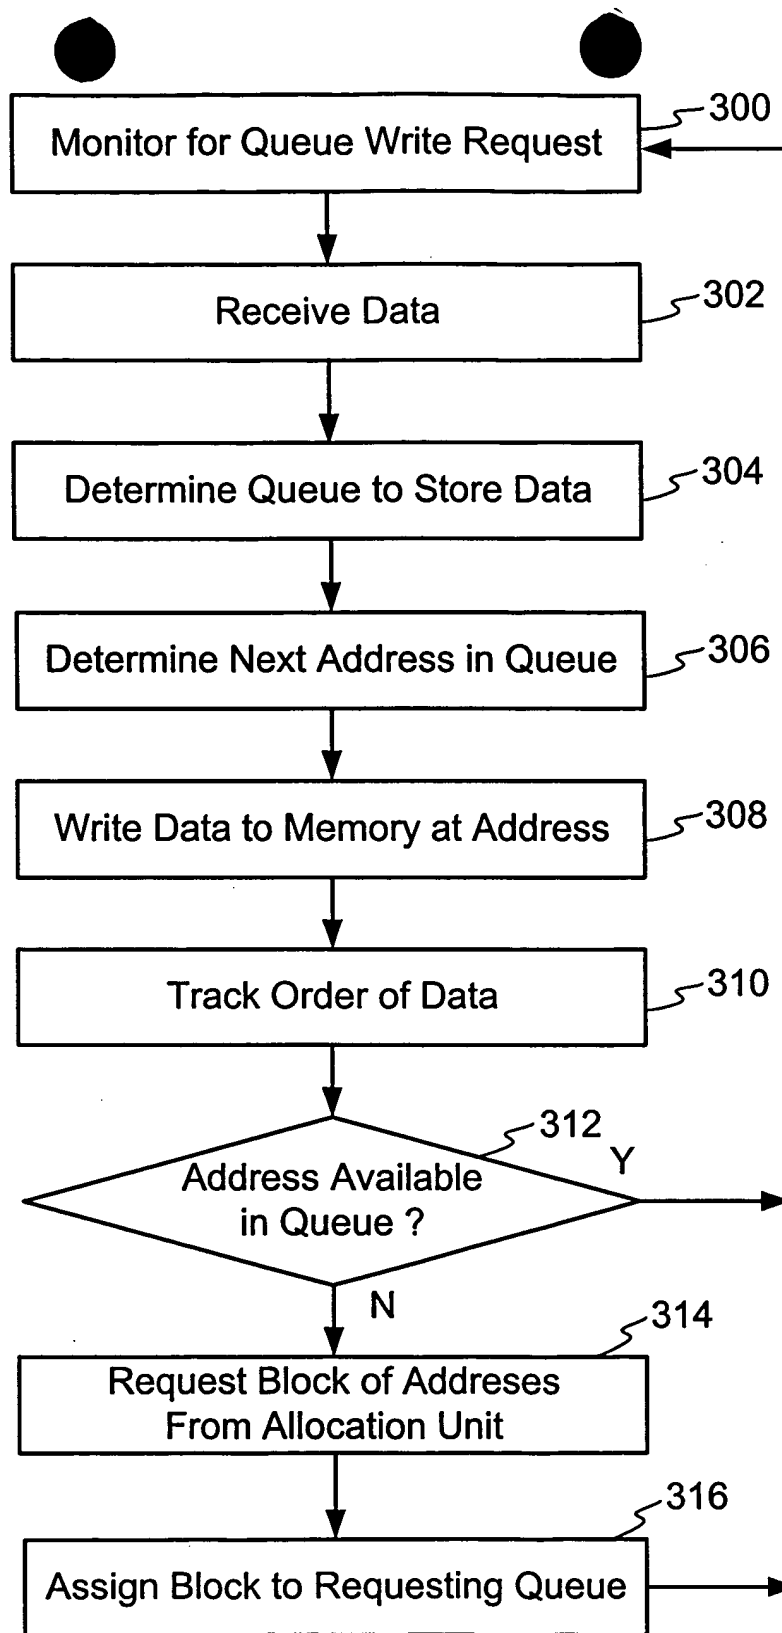 300
Monitor for Queue Write Request
302
Receive Data
304
Determine Queue to Store Data
306
Determine Next Address in Queue
308
Write Data to Memory at Address
310
Track Order of Data
312
Address Available
in Queue ?
Y
N
314
Request Block of Addreses
From Allocation Unit
316
Assign Block to Requesting Queue